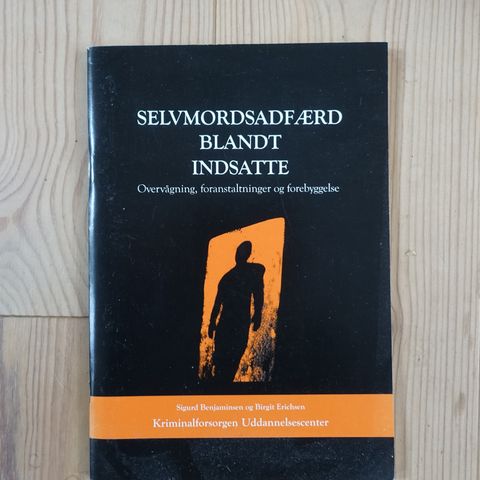 SELVMORDSADFÆRD
BLANDT
INDSATTE
Overvågning, foranstaltninger og forebyggelse
Sigurd Benjaminsen og Birgit Erichsen
Kriminalforsorgen Uddannelsescenter